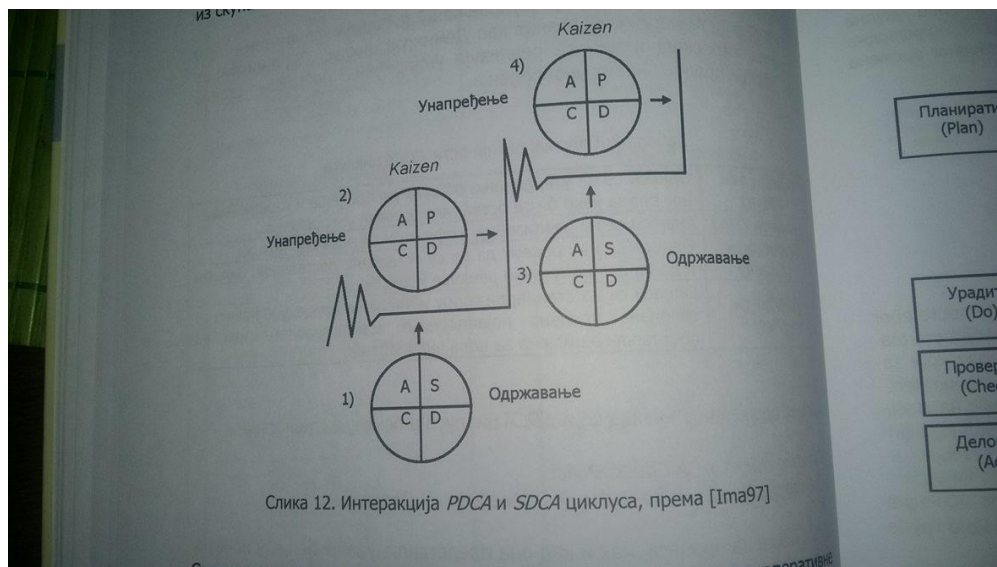 из
Kaizen
4)
A P
C D
Унапређење
Kaizen
2)
A P
C D
Унапређење
3)
A S
C D
Одржавање
1)
A S
C D
Одржавање
Слика 12. Интеракција PDCA и SDCA циклуса, према [Ima97]
(Plan)
(Do)